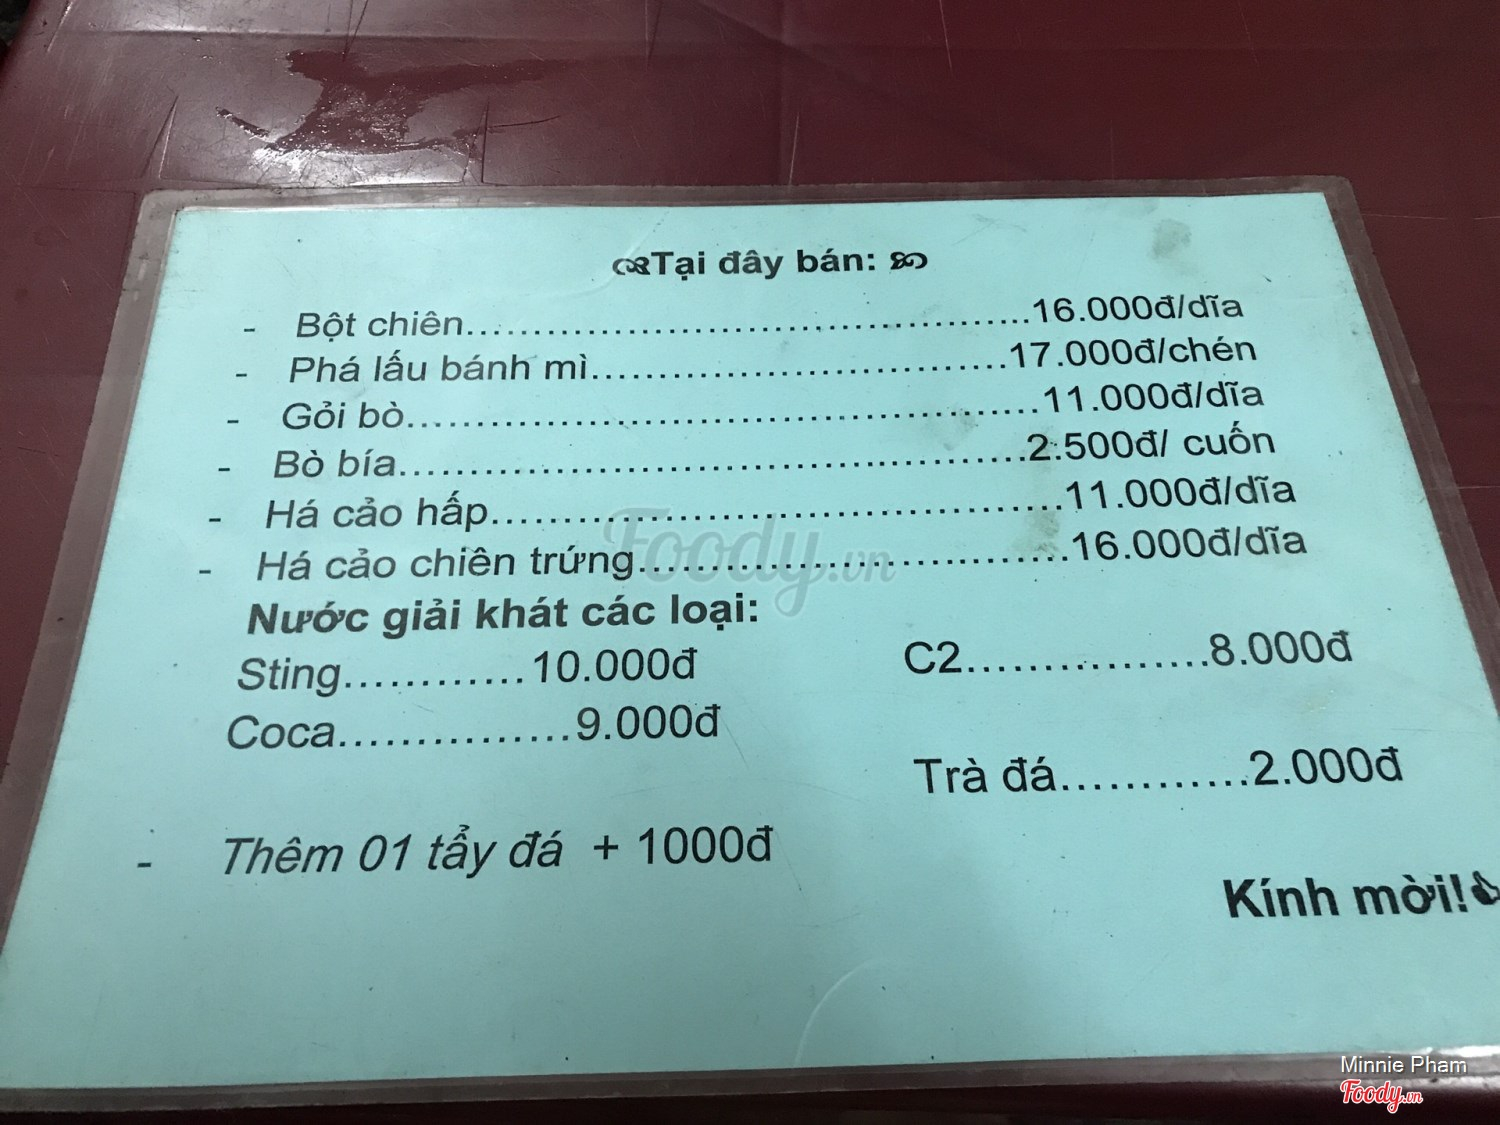 Tại đây bán:
- Bột chiên...............................................16.000đ/dĩa
- Phá lấu bánh mì..................................17.000đ/chén
- Gỏi bò....................................................11.000đ/dĩa
- Bò bía....................................................2.500đ/ cuốn
- Há cảo hấp...............................................11.000đ/dĩa
- Há cảo chiên trứng...................................16.000đ/dĩa
Nước giải khát các loại:
Sting............10.000đ C2................8.000đ
Coca...............9.000đ
Trà đá............2.000đ
- Thêm 01 tẩy đá + 1000đ
Kính mời!
Foody.vn
Minnie Pham
Foody.vn